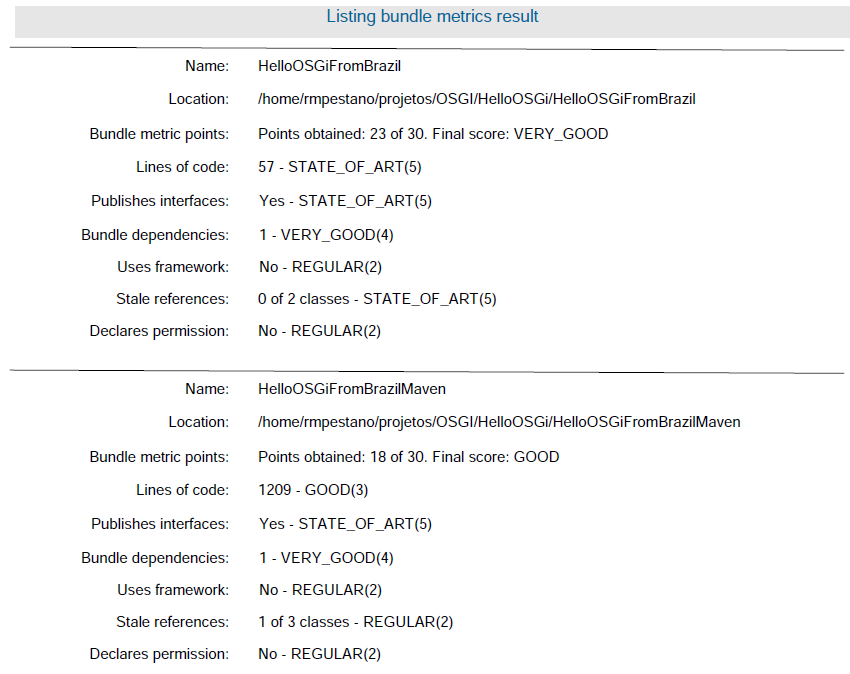 Listing bundle metrics result
Name: HelloOSGiFromBrazil
Location: /home/rmpestano/projetos/OSGI/HelloOSGi/HelloOSGiFromBrazil
Bundle metric points: Points obtained: 23 of 30. Final score: VERY_GOOD
Lines of code: 57 - STATE_OF_ART(5)
Publishes interfaces: Yes - STATE_OF_ART(5)
Bundle dependencies: 1 - VERY_GOOD(4)
Uses framework: No - REGULAR(2)
Stale references: 0 of 2 classes - STATE_OF_ART(5)
Declares permission: No - REGULAR(2)
Name: HelloOSGiFromBrazilMaven
Location: /home/rmpestano/projetos/OSGI/HelloOSGi/HelloOSGiFromBrazilMaven
Bundle metric points: Points obtained: 18 of 30. Final score: GOOD
Lines of code: 1209 - GOOD(3)
Publishes interfaces: Yes - STATE_OF_ART(5)
Bundle dependencies: 1 - VERY_GOOD(4)
Uses framework: No - REGULAR(2)
Stale references: 1 of 3 classes - REGULAR(2)
Declares permission: No - REGULAR(2)